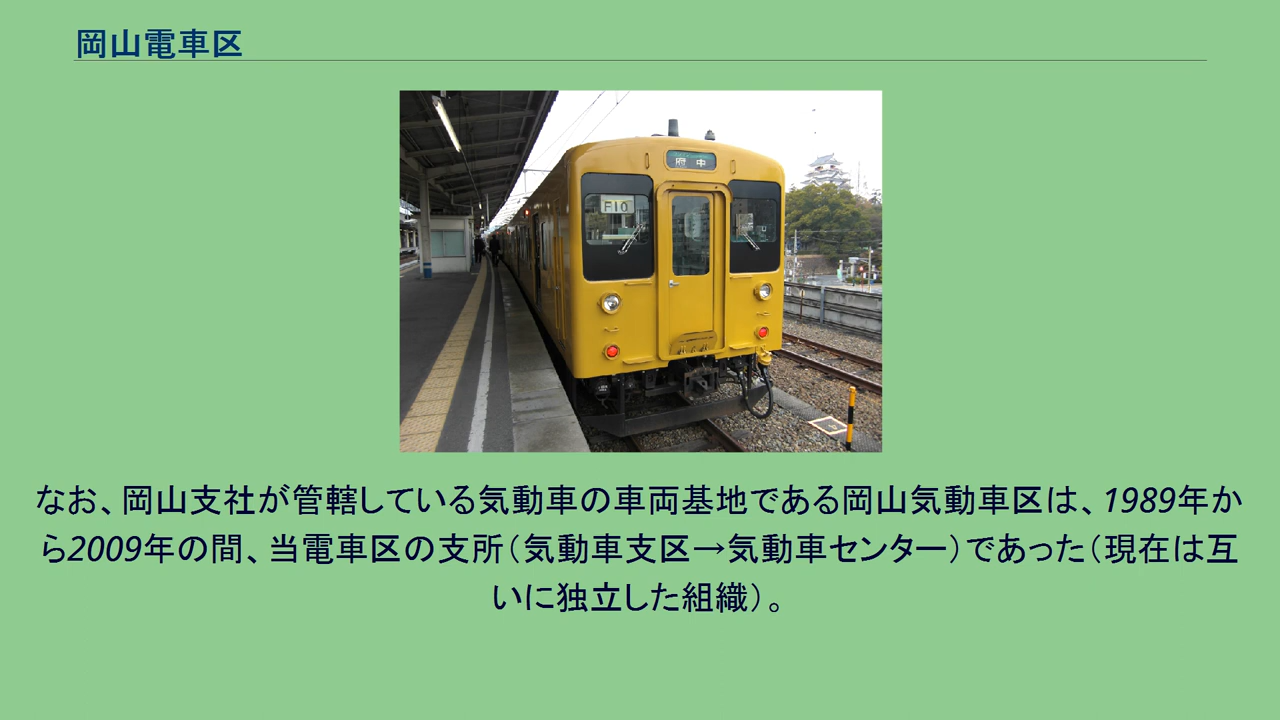 岡山電車区
府中
F10
なお、岡山支社が管轄している気動車の車両基地である岡山気動車区は、1989年か
ら2009年の間、当電車区の支所（気動車支区→気動車センター）であった（現在は互
いに独立した組織）。